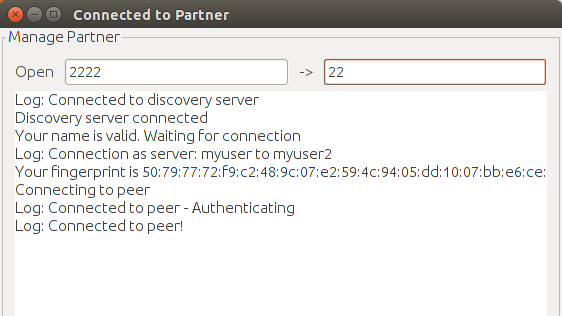 Connected to Partner
Manage Partner
Open 2222 -> 22
Log: Connected to discovery server
Discovery server connected
Your name is valid. Waiting for connection
Log: Connection as server: myuser to myuser2
Your fingerprint is 50:79:77:72:f9:c2:48:9c:07:e2:59:4c:94:05:dd:10:07:bb:e6:ce:
Connecting to peer
Log: Connected to peer - Authenticating
Log: Connected to peer!